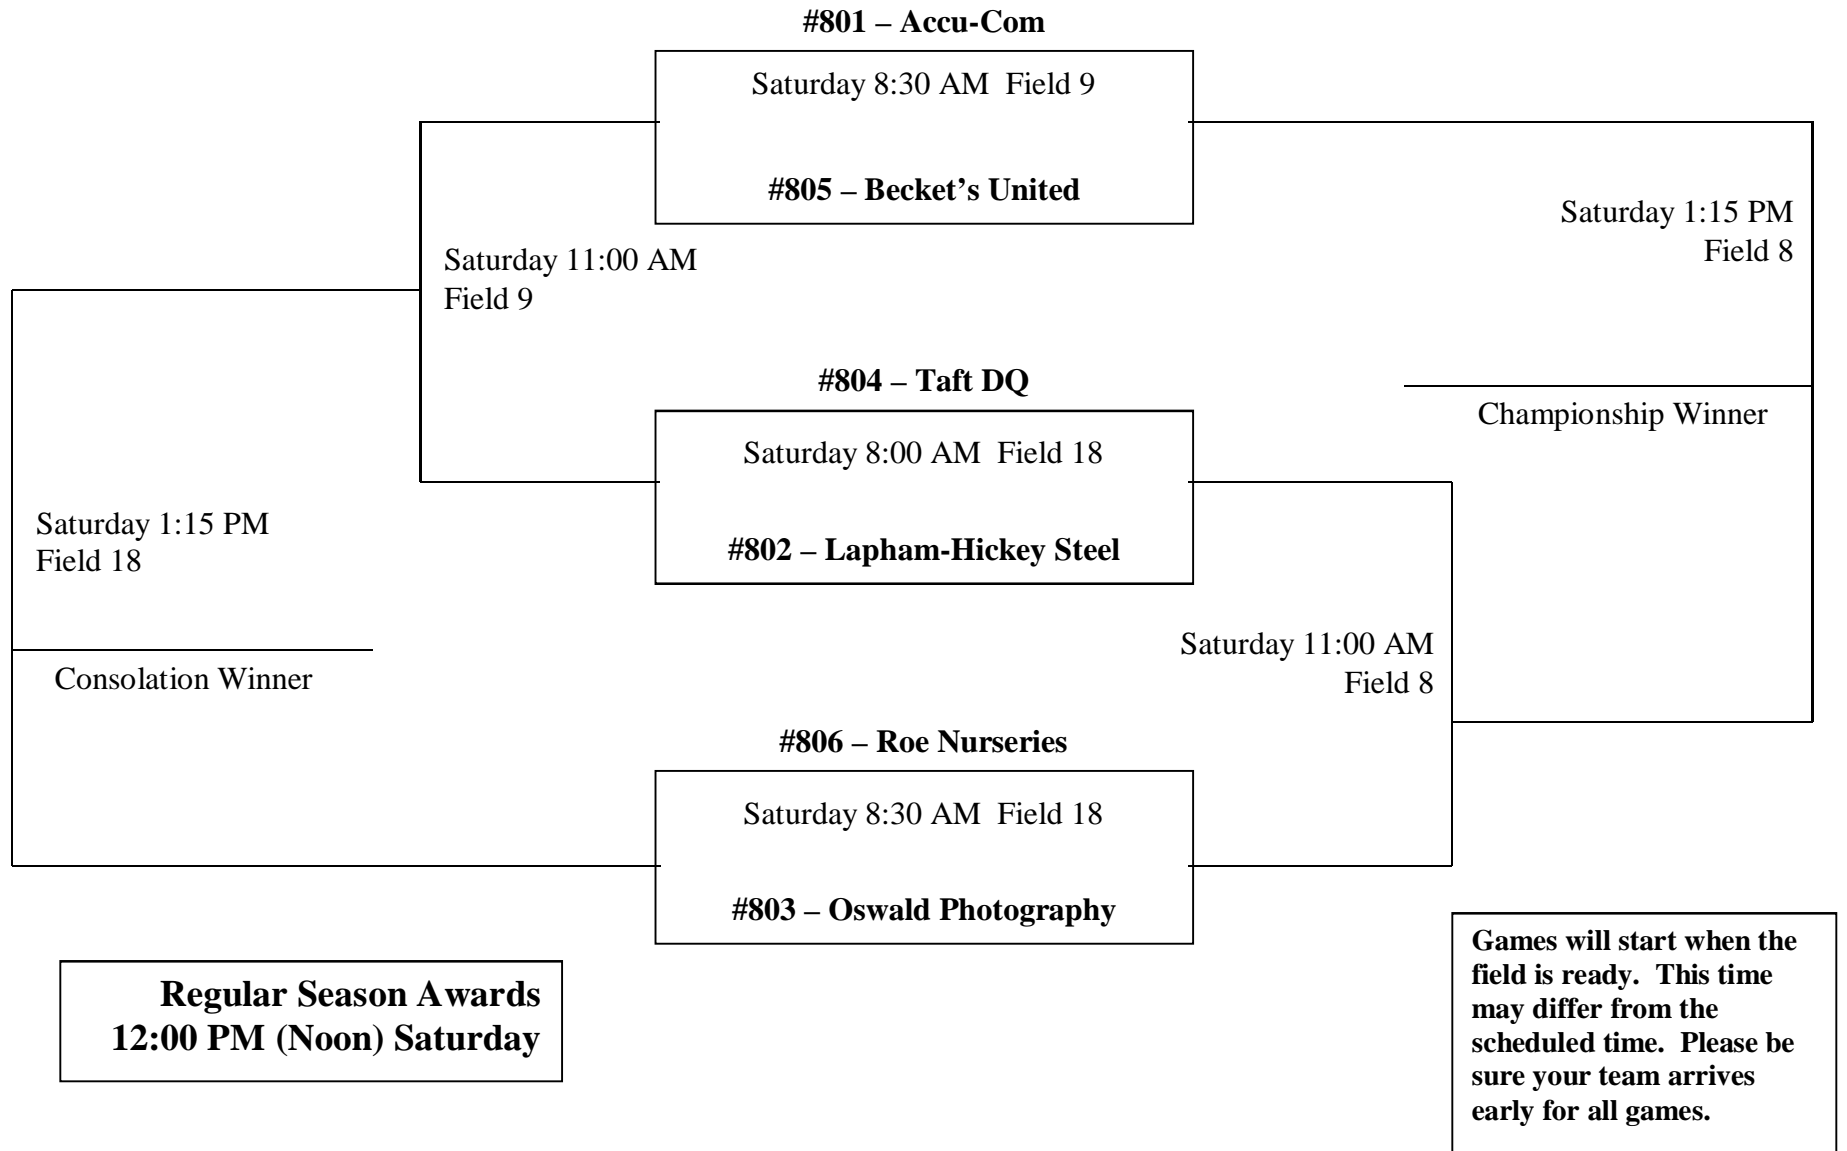 #801 – Accu-Com
Saturday 8:30 AM  Field 9
#805 – Becket’s United
Saturday 1:15 PM
Field 8
Saturday 11:00 AM
Field 9
#804 – Taft DQ
Championship Winner
Saturday 8:00 AM  Field 18
Saturday 1:15 PM
Field 18
#802 – Lapham-Hickey Steel
Saturday 11:00 AM
Field 8
Consolation Winner
#806 – Roe Nurseries
Saturday 8:30 AM  Field 18
#803 – Oswald Photography
Regular Season Awards
12:00 PM (Noon) Saturday
Games will start when the
field is ready.  This time
may differ from the
scheduled time.  Please be
sure your team arrives
early for all games.